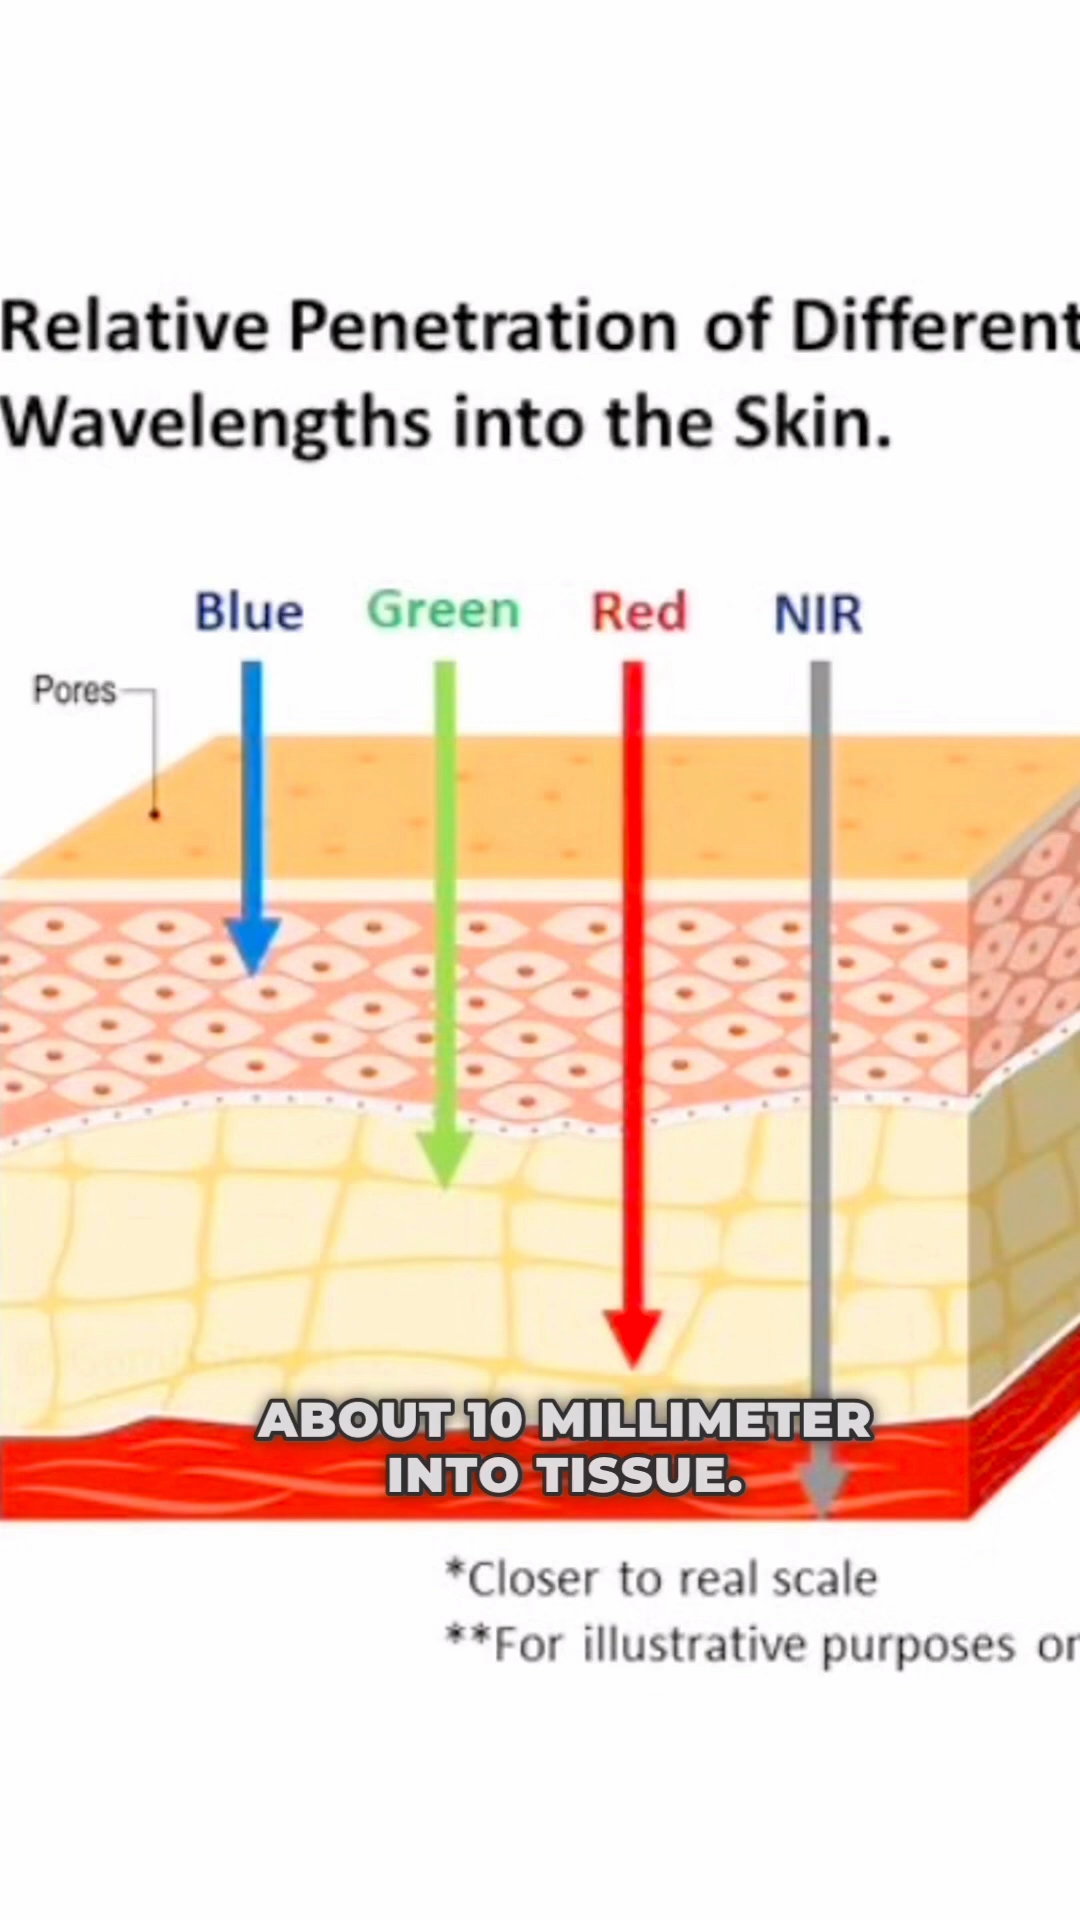 Relative Penetration of Different
Wavelengths into the Skin.
Blue Green Red NIR
Pores
ABOUT 10 MILLIMETER
INTO TISSUE.
*Closer to real scale
**For illustrative purposes